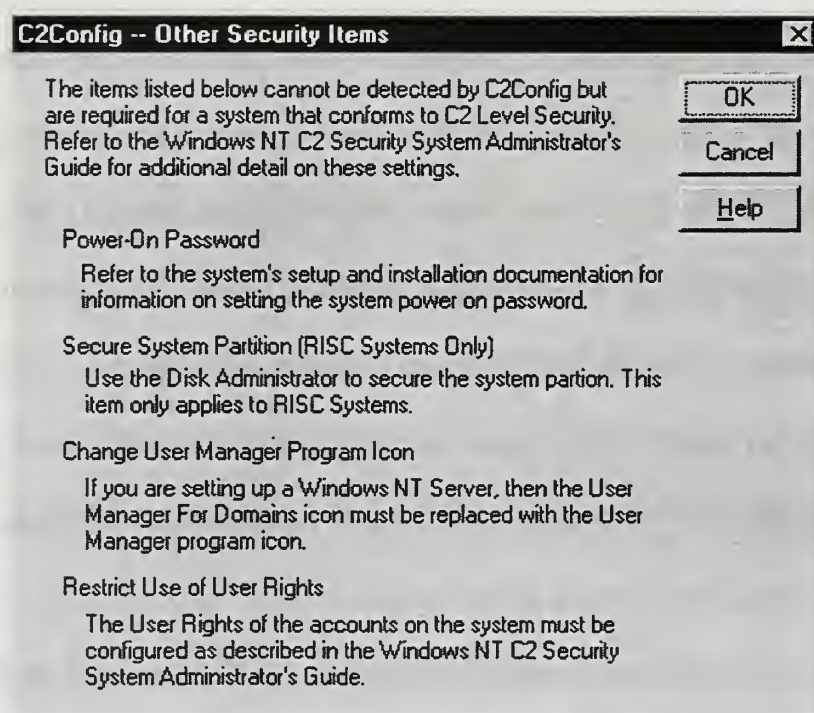 C2Config -- Other Security Items
The items listed below cannot be detected by C2Config but
are required for a system that conforms to C2 Level Security.
Refer to the Windows NT C2 Security System Administrator's
Guide for additional detail on these settings.
OK
Cancel
Help
Power-On Password
Refer to the system's setup and installation documentation for
information on setting the system power on password.
Secure System Partition (RISC Systems Only)
Use the Disk Administrator to secure the system partion. This
item only applies to RISC Systems.
Change User Manager Program Icon
If you are setting up a Windows NT Server, then the User
Manager For Domains icon must be replaced with the User
Manager program icon.
Restrict Use of User Rights
The User Rights of the accounts on the system must be
configured as described in the Windows NT C2 Security
System Administrator's Guide.